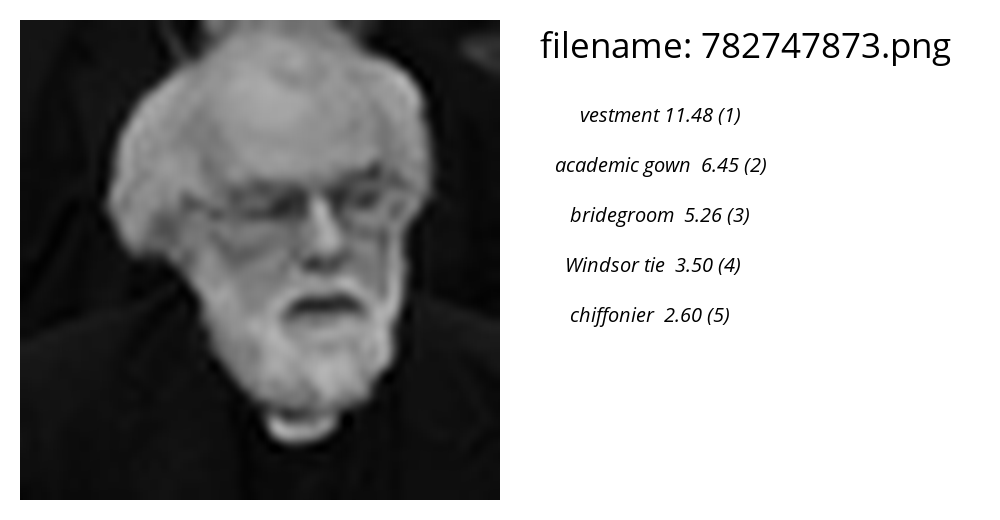 filename: 782747873.png
vestment 11.48 (1)
academic gown 6.45 (2)
bridegroom 5.26 (3)
Windsor tie 3.50 (4)
chiffonier 2.60 (5)